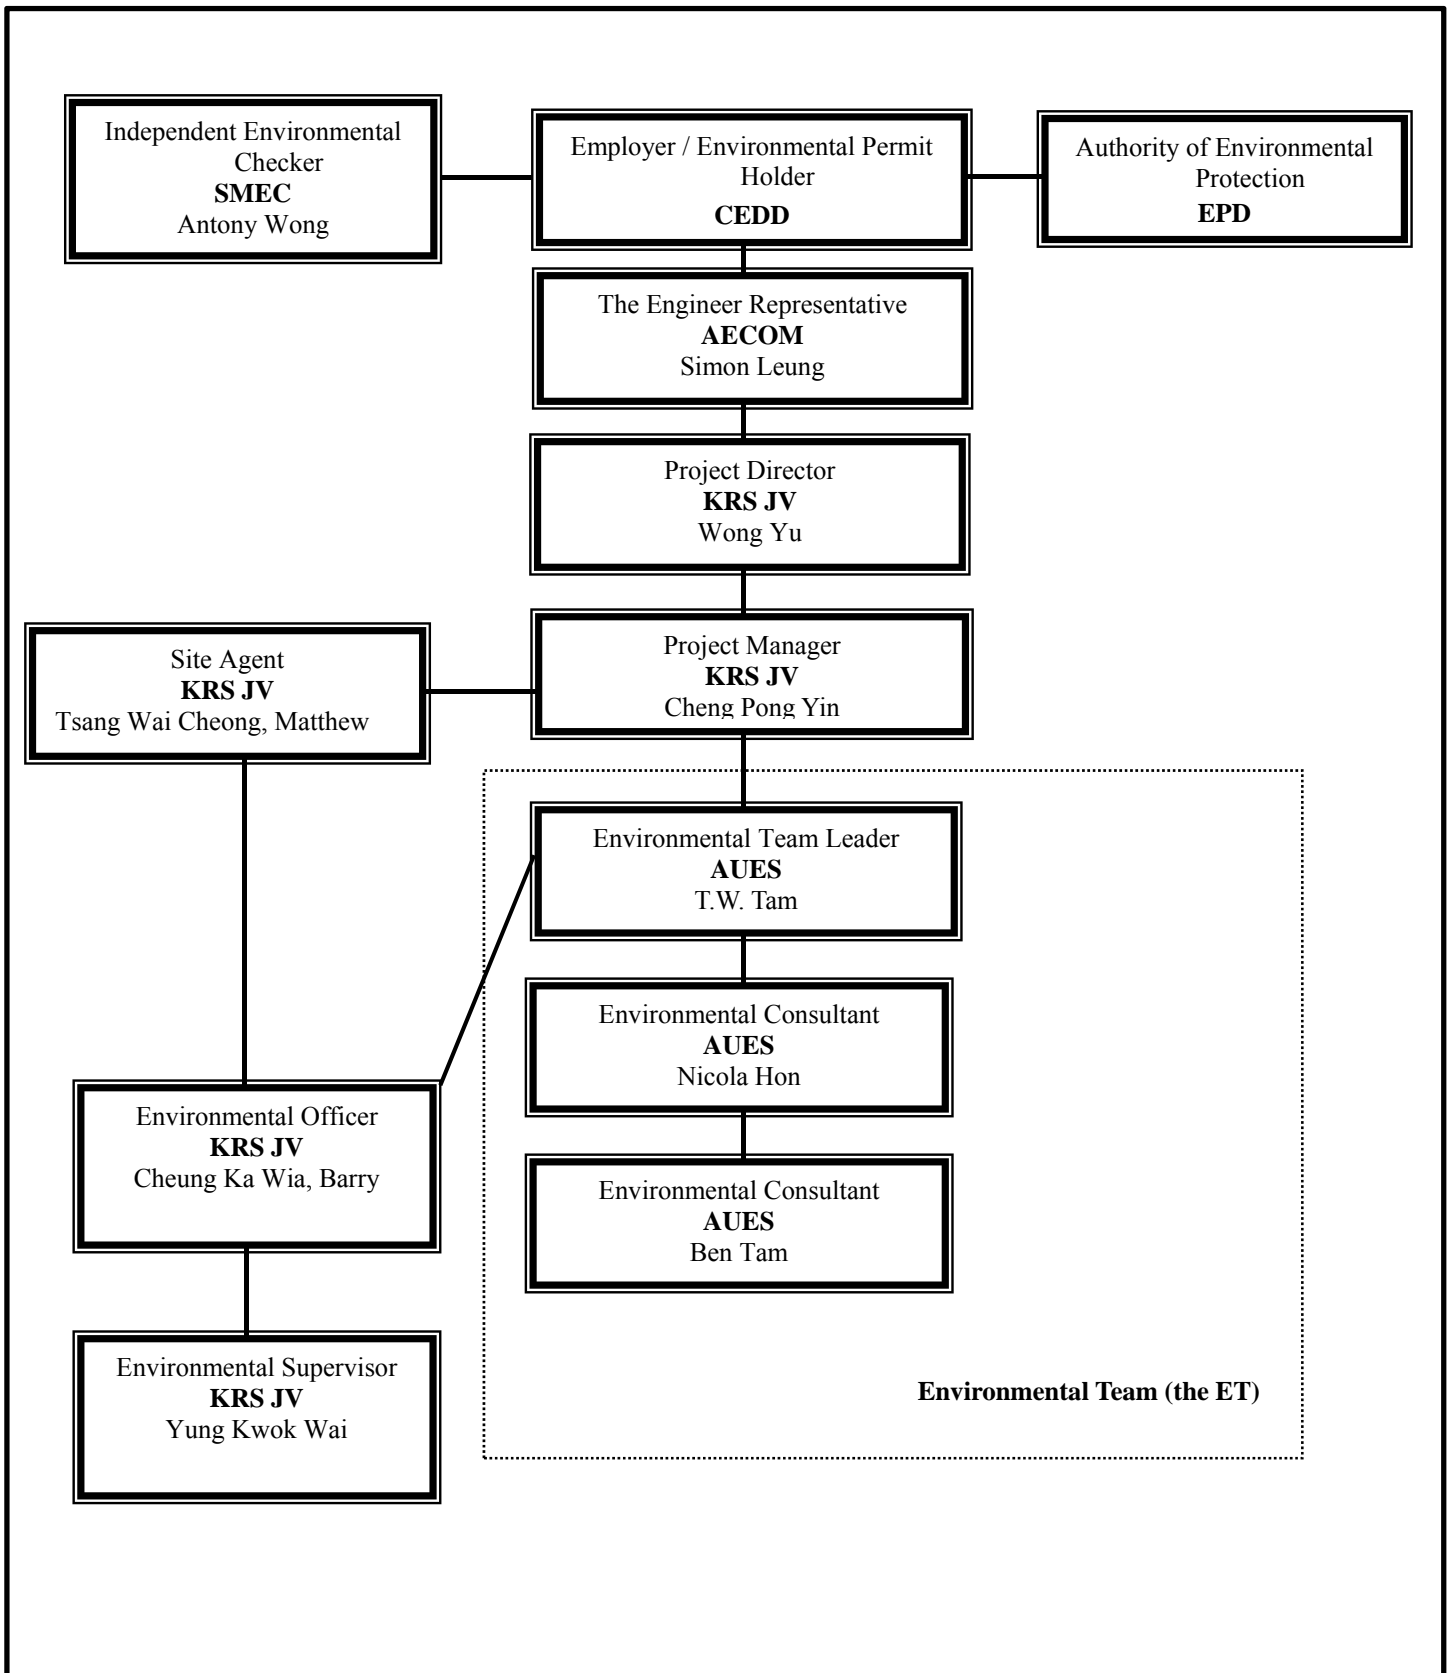 Independent Environmental
Checker
SMEC
Antony Wong
Employer / Environmental Permit
Holder
CEDD
Authority of Environmental
Protection
EPD
The Engineer Representative
AECOM
Simon Leung
Project Director
KRS JV
Wong Yu
Site Agent
KRS JV
Tsang Wai Cheong, Matthew
Project Manager
KRS JV
Cheng Pong Yin
Environmental Team Leader
AUES
T.W. Tam
Environmental Consultant
AUES
Nicola Hon
Environmental Officer
KRS JV
Cheung Ka Wia, Barry
Environmental Consultant
AUES
Ben Tam
Environmental Supervisor
KRS JV
Yung Kwok Wai
Environmental Team (the ET)